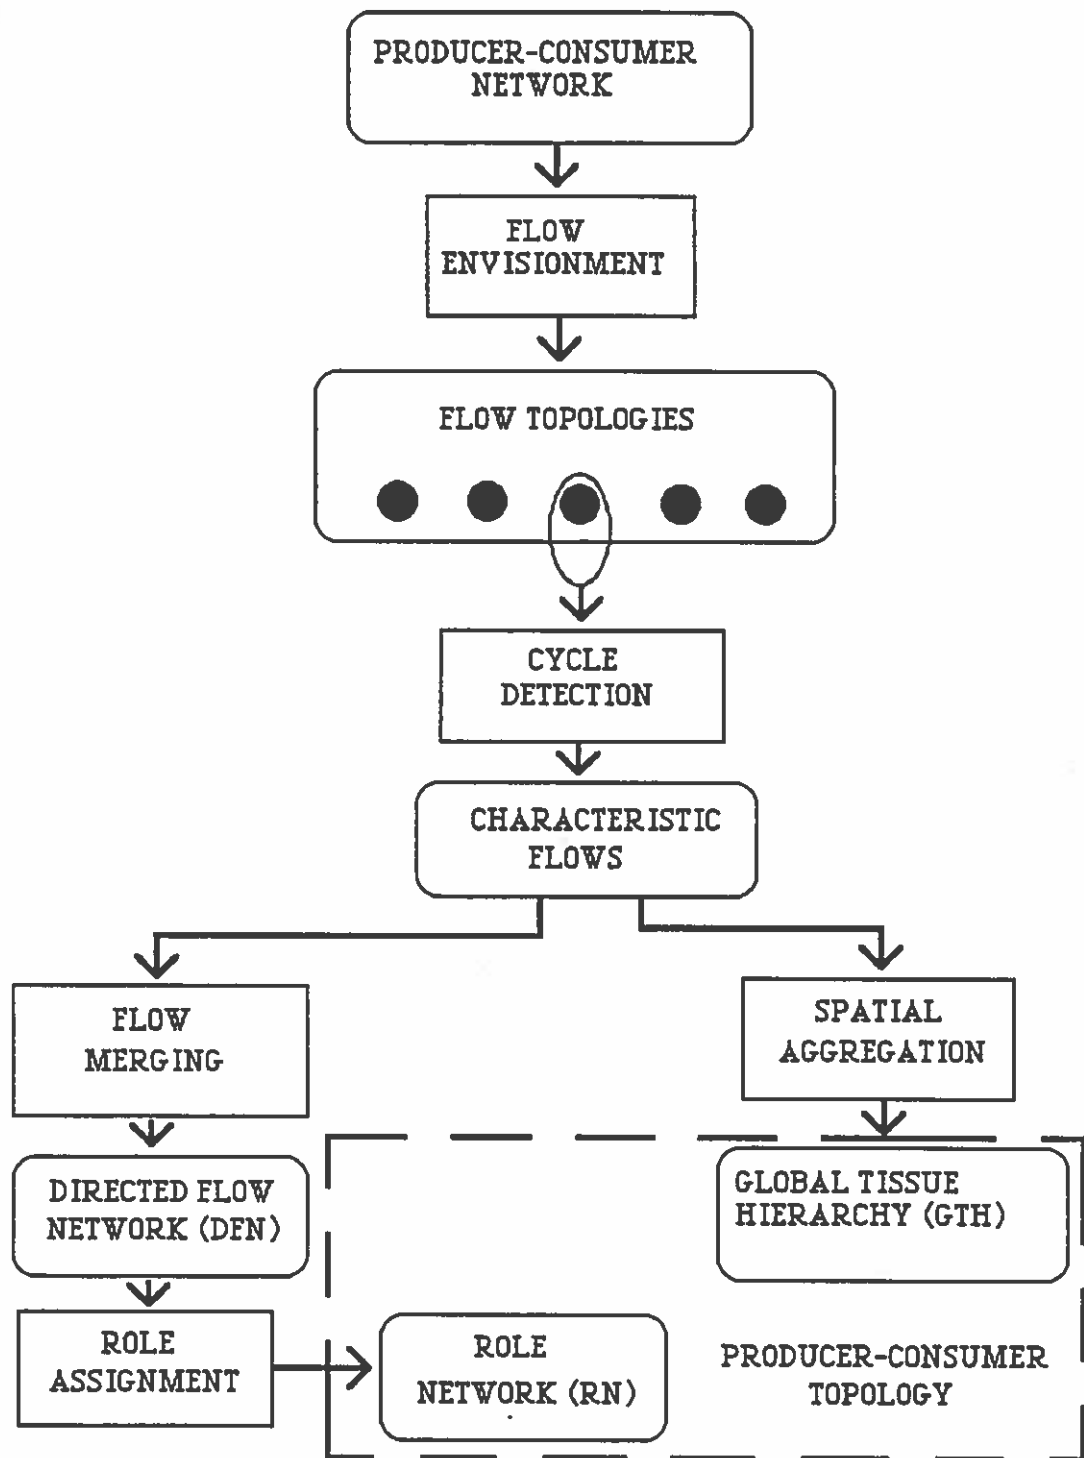 PRODUCER-CONSUMER
NETWORK
FLOW
ENVISIONMENT
FLOW TOPOLOGIES
CYCLE
DETECTION
CHARACTERISTIC
FLOWS
FLOW
MERGING
SPATIAL
AGGREGATION
DIRECTED FLOW
NETWORK (DFN)
GLOBAL TISSUE
HIERARCHY (GTH)
ROLE
ASSIGNMENT
ROLE
NETWORK (RN)
PRODUCER-CONSUMER
TOPOLOGY